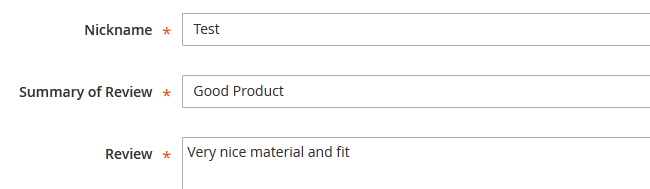 Nickname * Test
Summary of Review * Good Product
Review * Very nice material and fit